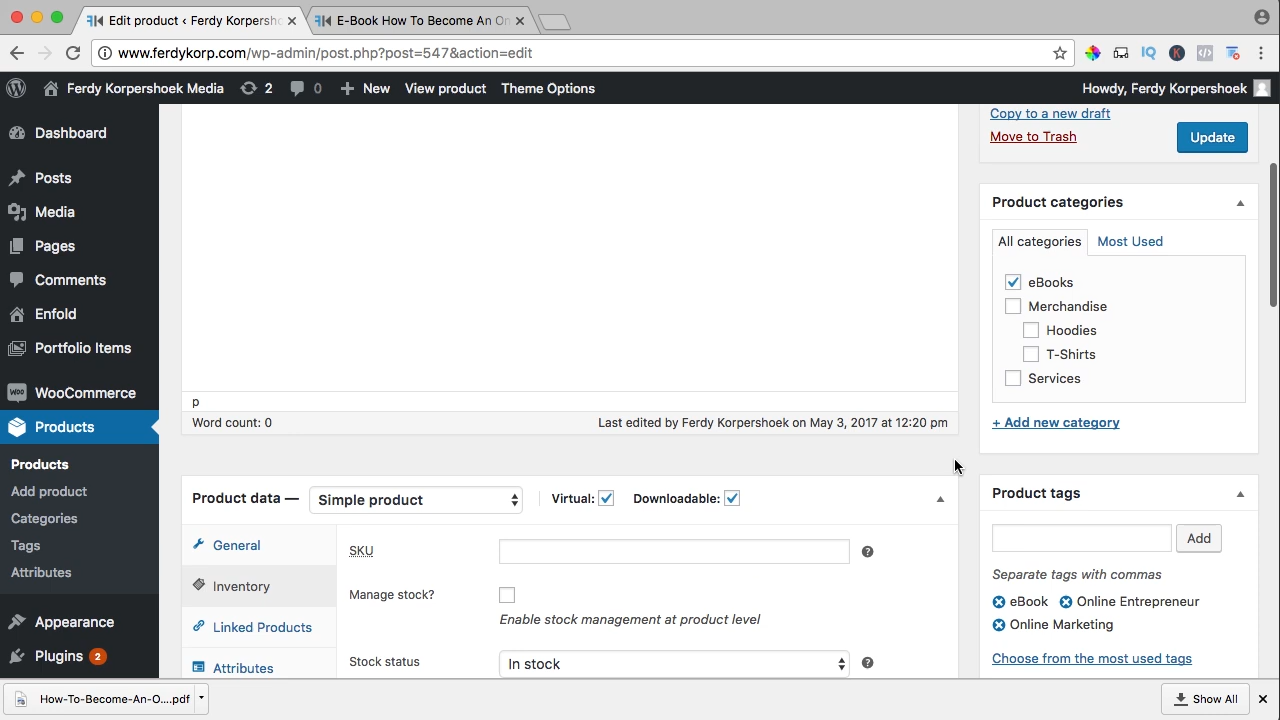 Edit product ‹ Ferdy Korpersho
E-Book How To Become An On
www.ferdykorp.com/wp-admin/post.php?post=547&action=edit
Ferdy Korpershoek Media
2
0
New
View product
Theme Options
Howdy, Ferdy Korpershoek
Dashboard
Posts
Media
Pages
Comments
Enfold
Portfolio Items
WooCommerce
Products
Products
Add product
Categories
Tags
Attributes
Appearance
Plugins 2
p
Word count: 0
Last edited by Ferdy Korpershoek on May 3, 2017 at 12:20 pm
Product data —
Simple product
Virtual:
Downloadable:
General
Inventory
Linked Products
Attributes
SKU
Manage stock?
Enable stock management at product level
Stock status
In stock
Copy to a new draft
Move to Trash
Update
Product categories
All categories
Most Used
eBooks
Merchandise
Hoodies
T-Shirts
Services
+ Add new category
Product tags
Add
Separate tags with commas
eBook
Online Entrepreneur
Online Marketing
Choose from the most used tags
How-To-Become-An-O....pdf
Show All